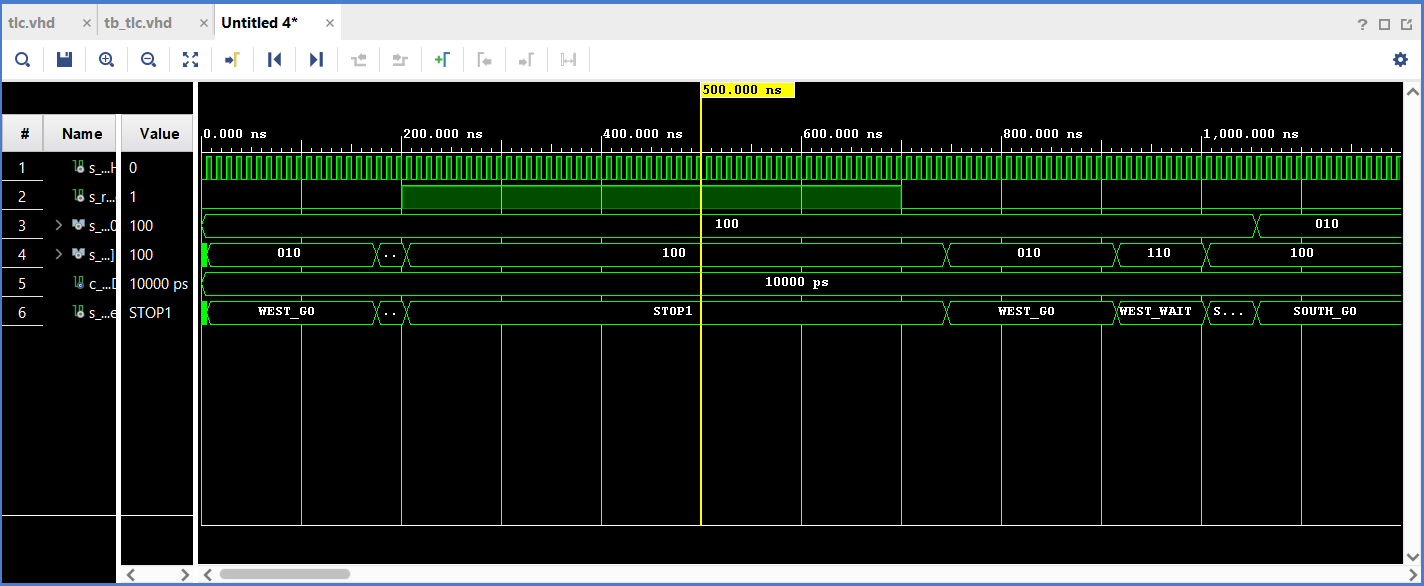 tlc.vhd × tb_tlc.vhd × Untitled 4* ×
?
500.000 ns
# Name Value 0.000 ns 200.000 ns 400.000 ns 600.000 ns 800.000 ns 1,000.000 ns
1 s_...H 0
2 s_r... 1
3 s_...0 100 100 010
4 s_...] 100 010 .. 100 010 110 100
5 c_...D 10000 ps 10000 ps
6 s_...e STOP1 WEST_GO .. STOP1 WEST_GO WEST_WAIT S... SOUTH_GO